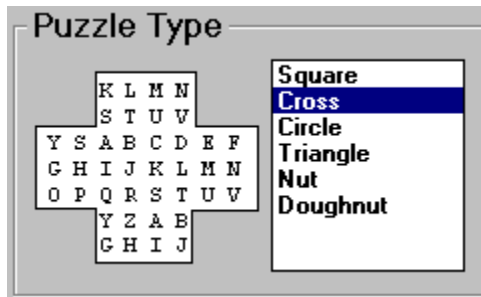 Puzzle Type
K L M N
S T U V
Y S A B C D E F
G H I J K L M N
O P Q R S T U V
Y Z A B
G H I J
Square
Cross
Circle
Triangle
Nut
Doughnut